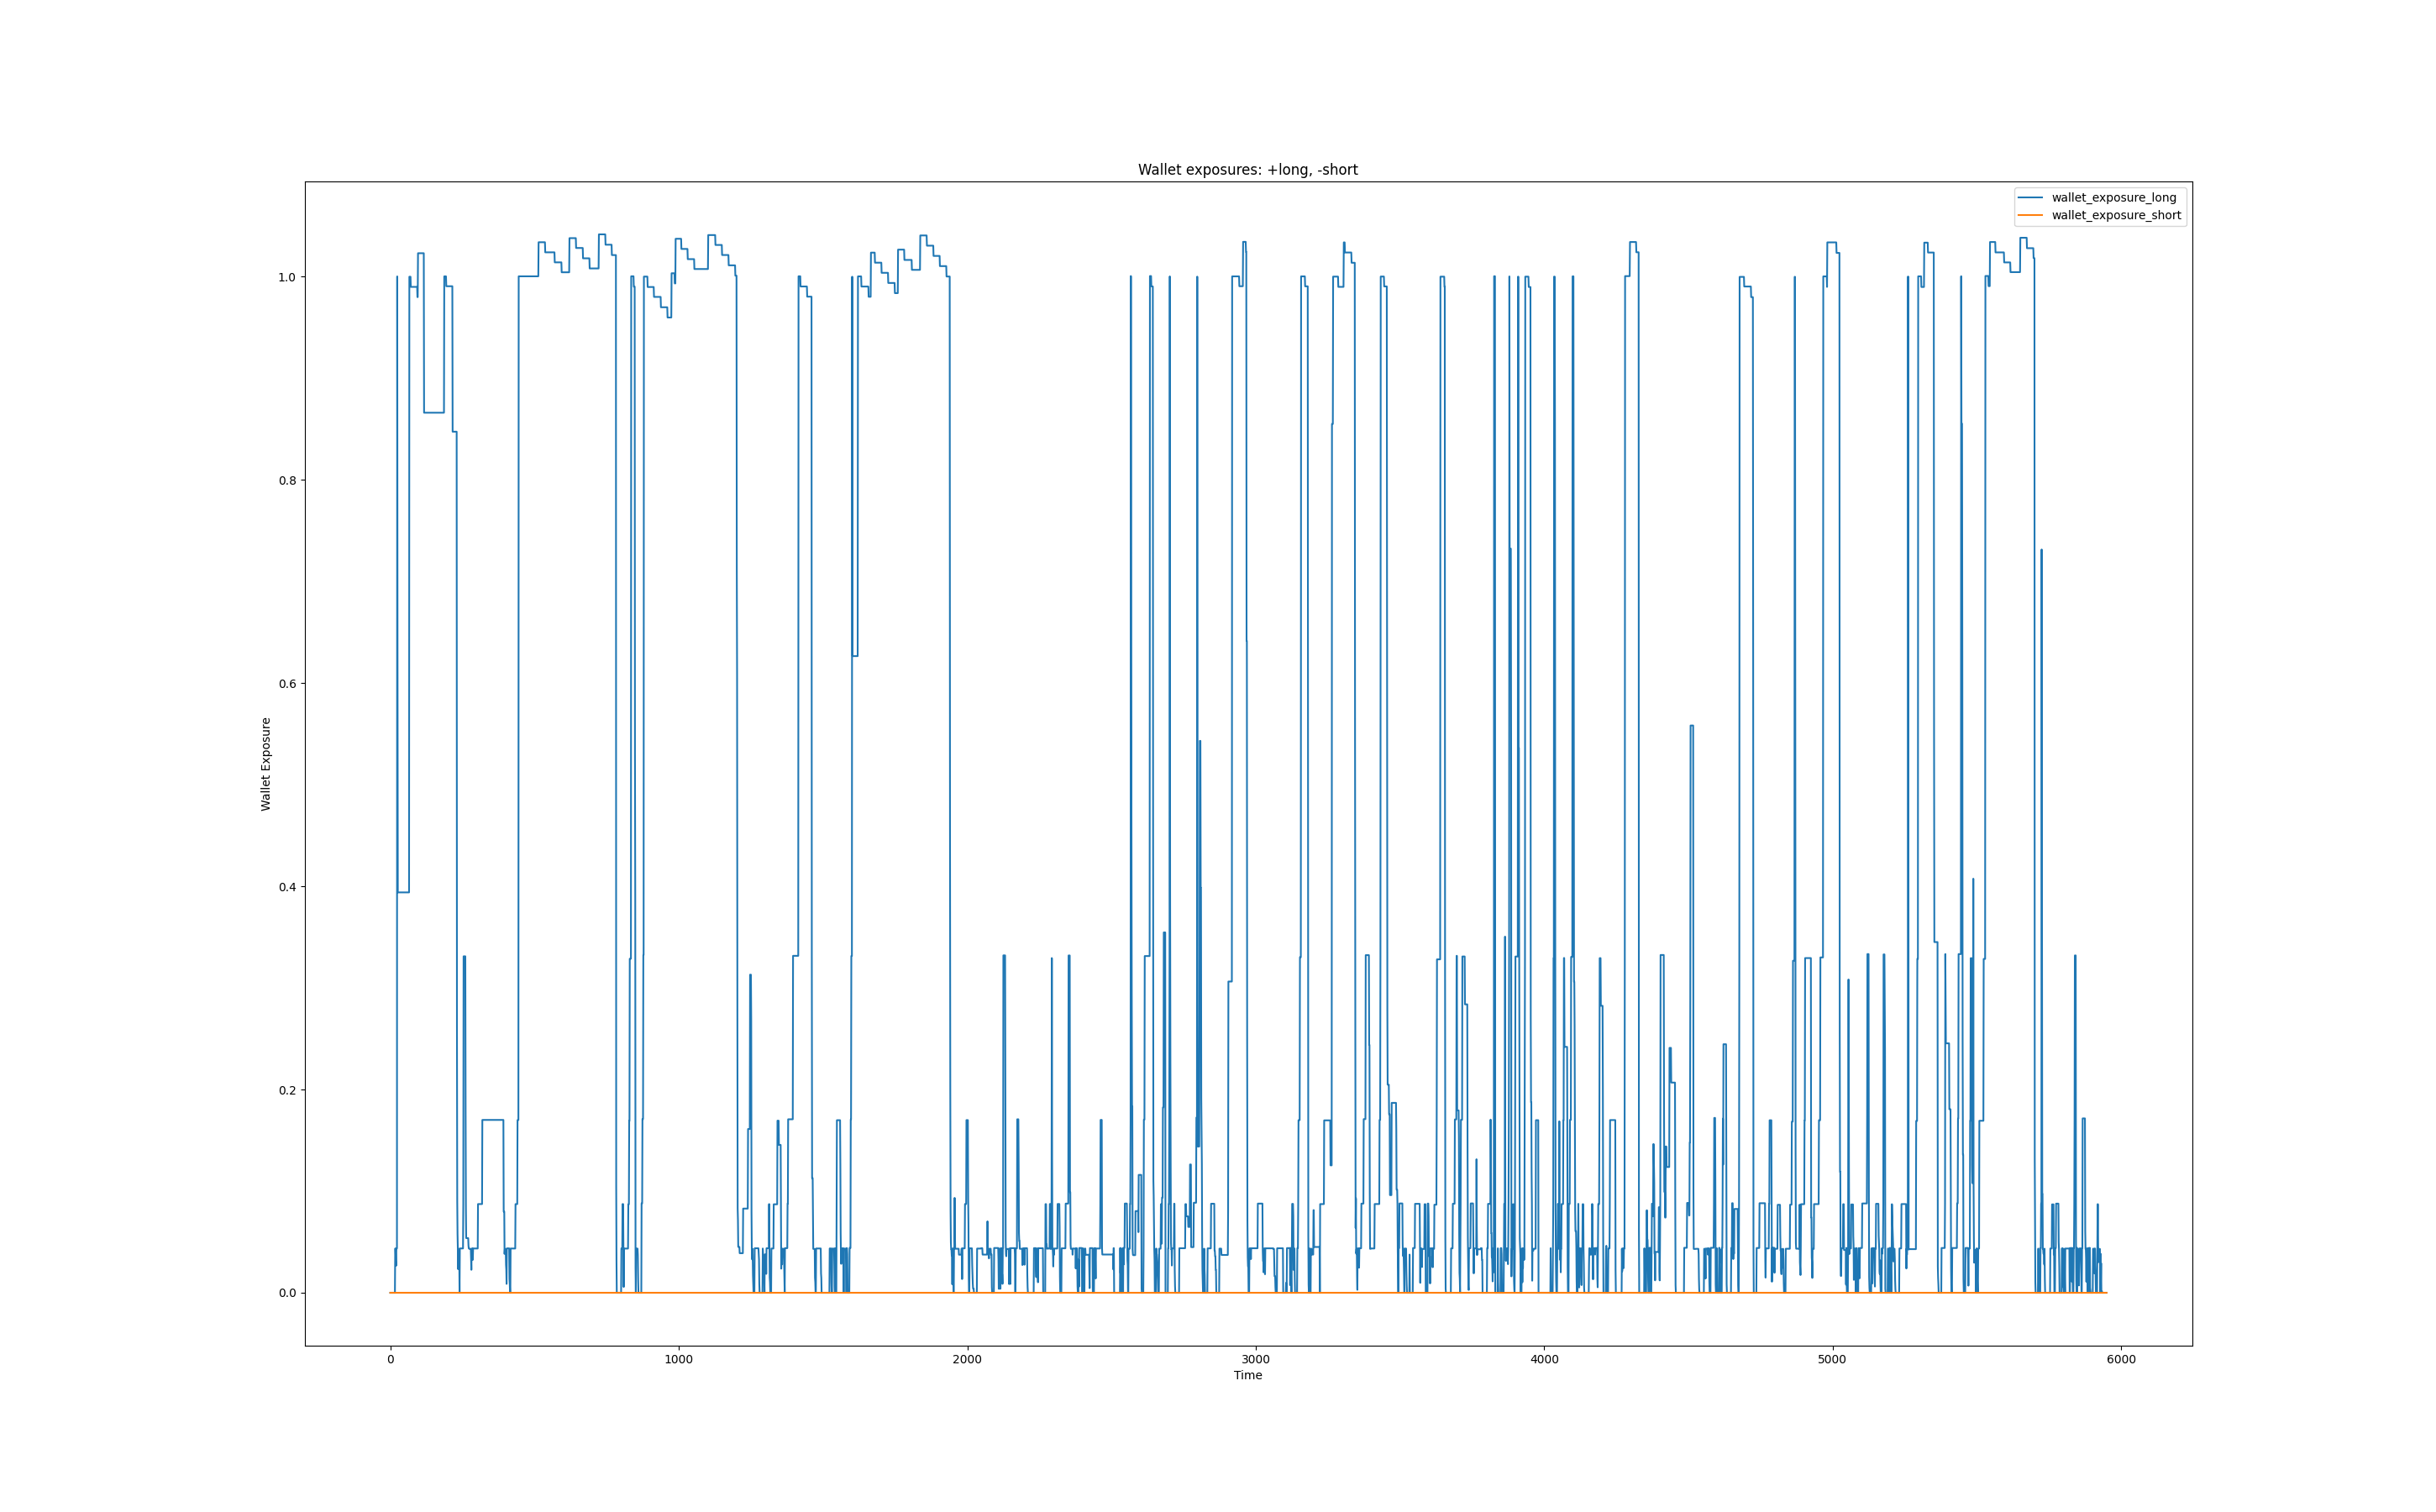 Wallet exposures: +long, -short
wallet_exposure_long
wallet_exposure_short
1.0
0.8
0.6
0.4
0.2
0.0
Wallet Exposure
0 1000 2000 3000 4000 5000 6000
Time